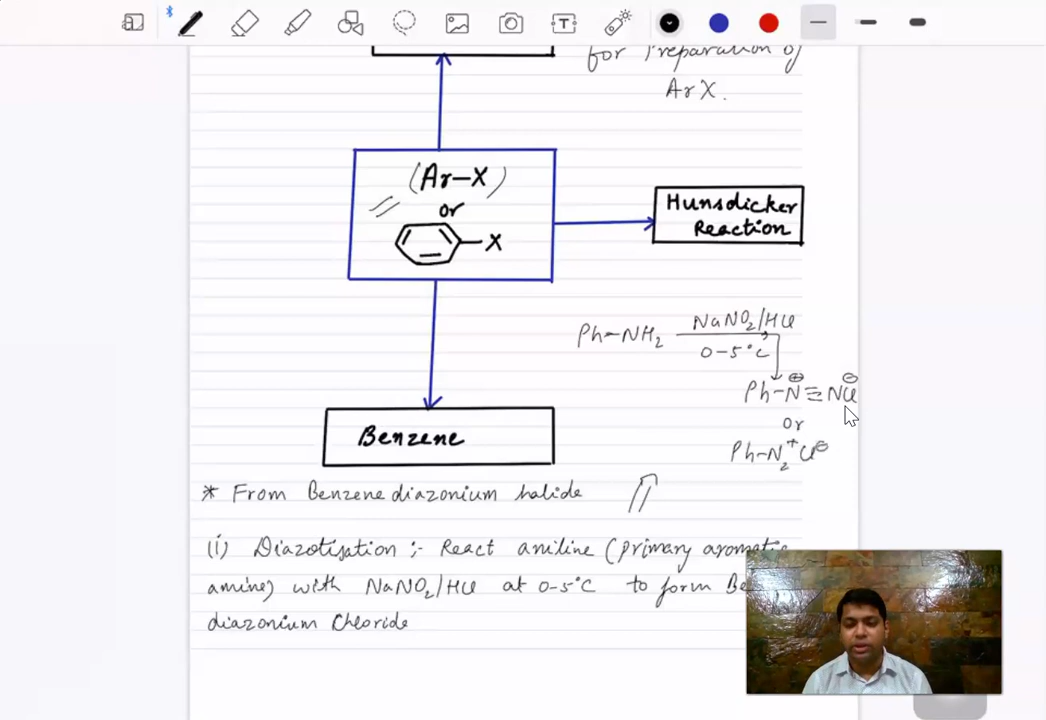 for Preparation of
ArX.
(Ar-X)
or
X
Hunsdicker
Reaction
Ph-NH₂ NaNO₂/HCl
0-5°C
Ph-N⊕≡NCl⊖
Or
Ph-N₂⁺Cl⊖
Benzene
* From Benzene diazonium halide
(i) Diazotisation :- React aniline (primary aromatic
amine) with NaNO₂/HCl at 0-5°C to form
diazonium Chloride